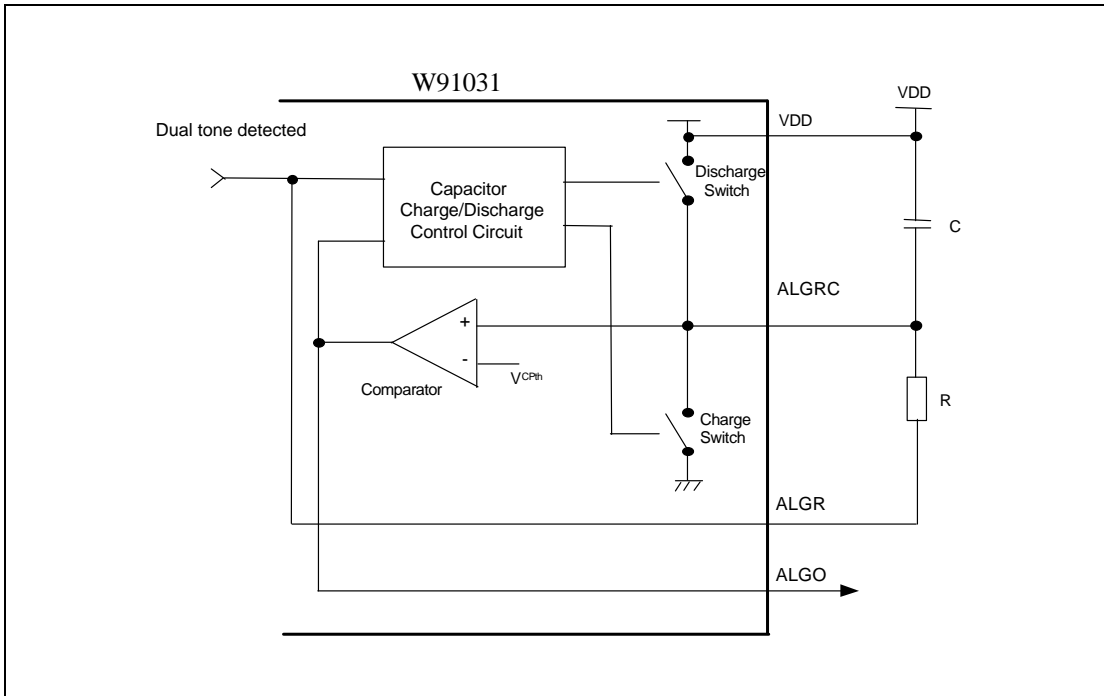 W91031
VDD
VDD
Dual tone detected
Discharge
Switch
Capacitor
Charge/Discharge
Control Circuit
C
ALGRC
+
-
VCPth
Comparator
Charge
Switch
R
ALGR
ALGO